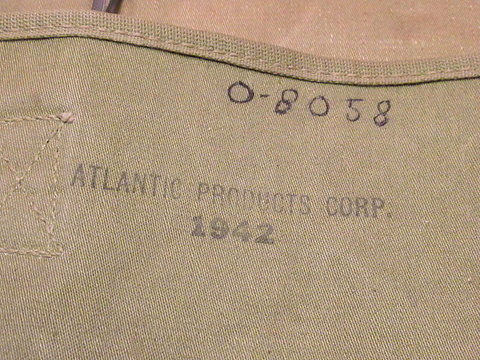 O-8058
ATLANTIC PRODUCTS CORP.
1942